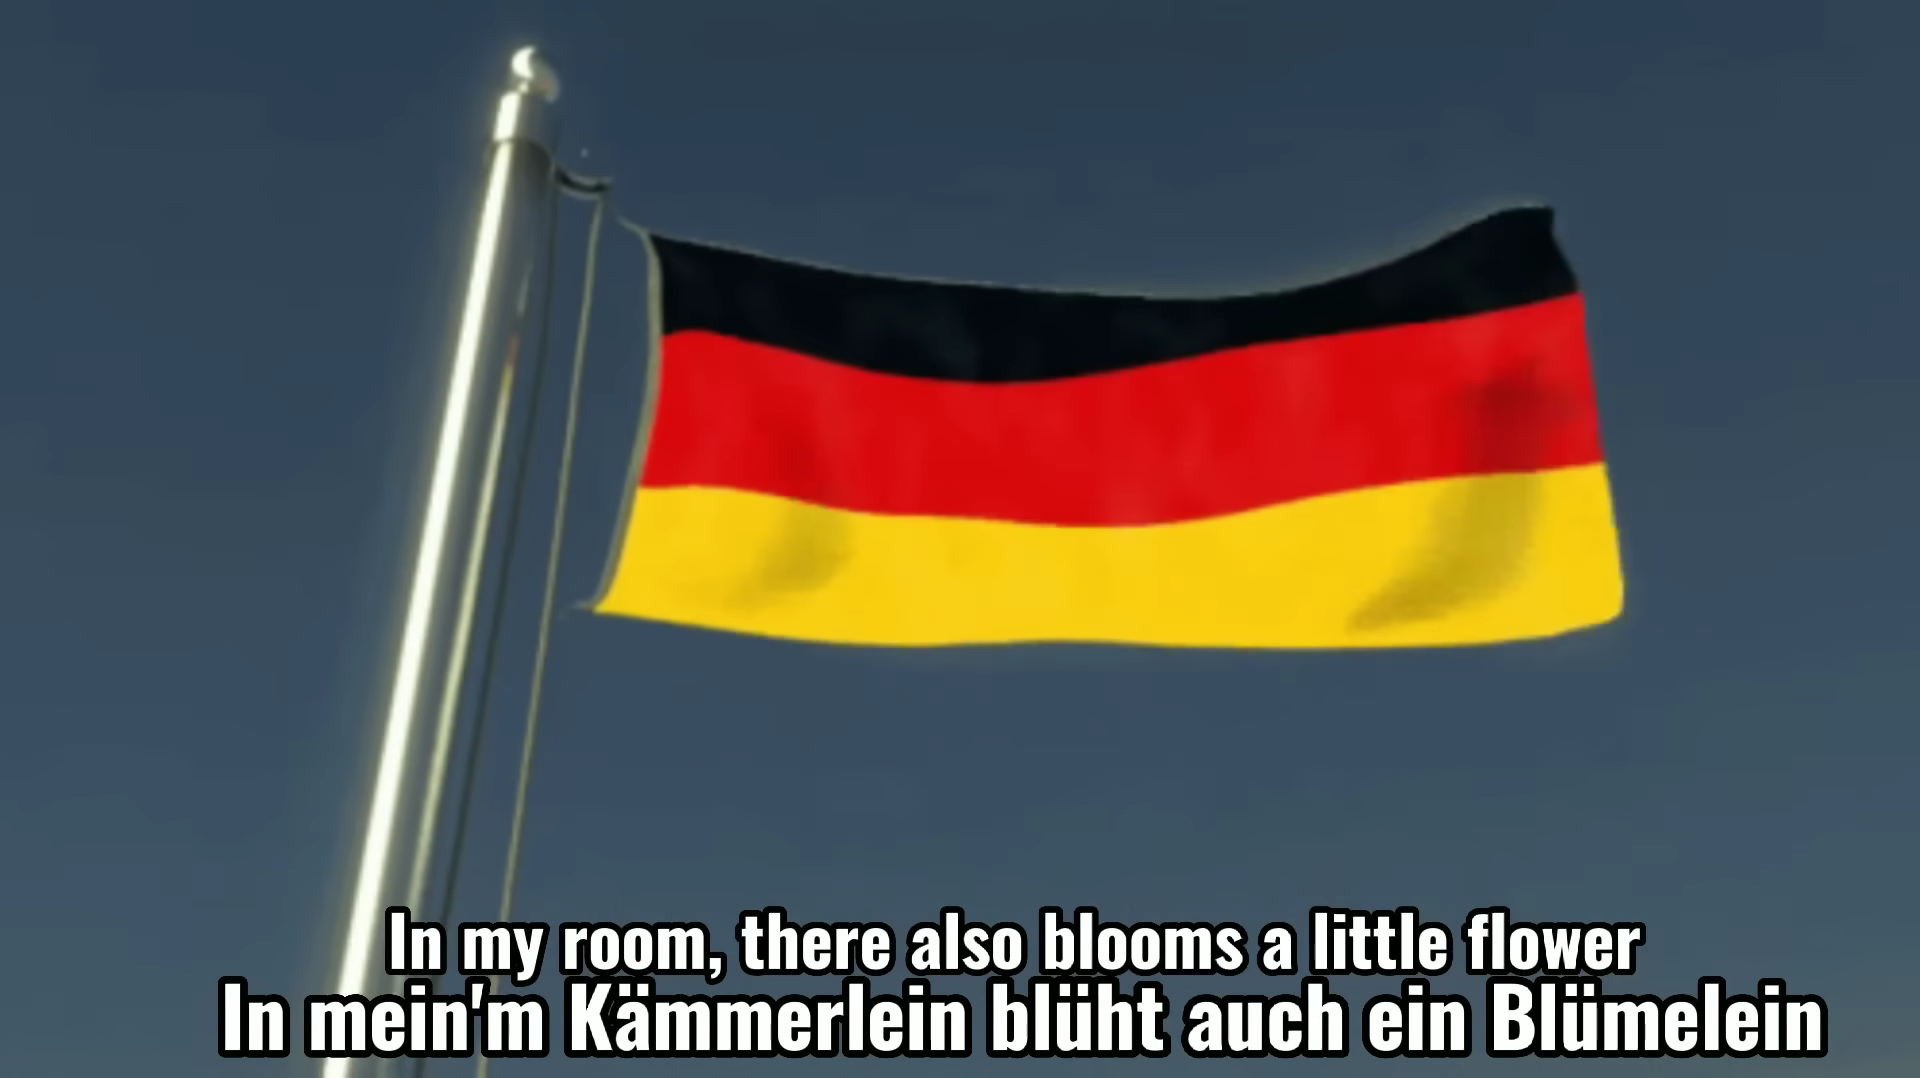 In my room, there also blooms a little flower
In mein'm Kämmerlein blüht auch ein Blümelein